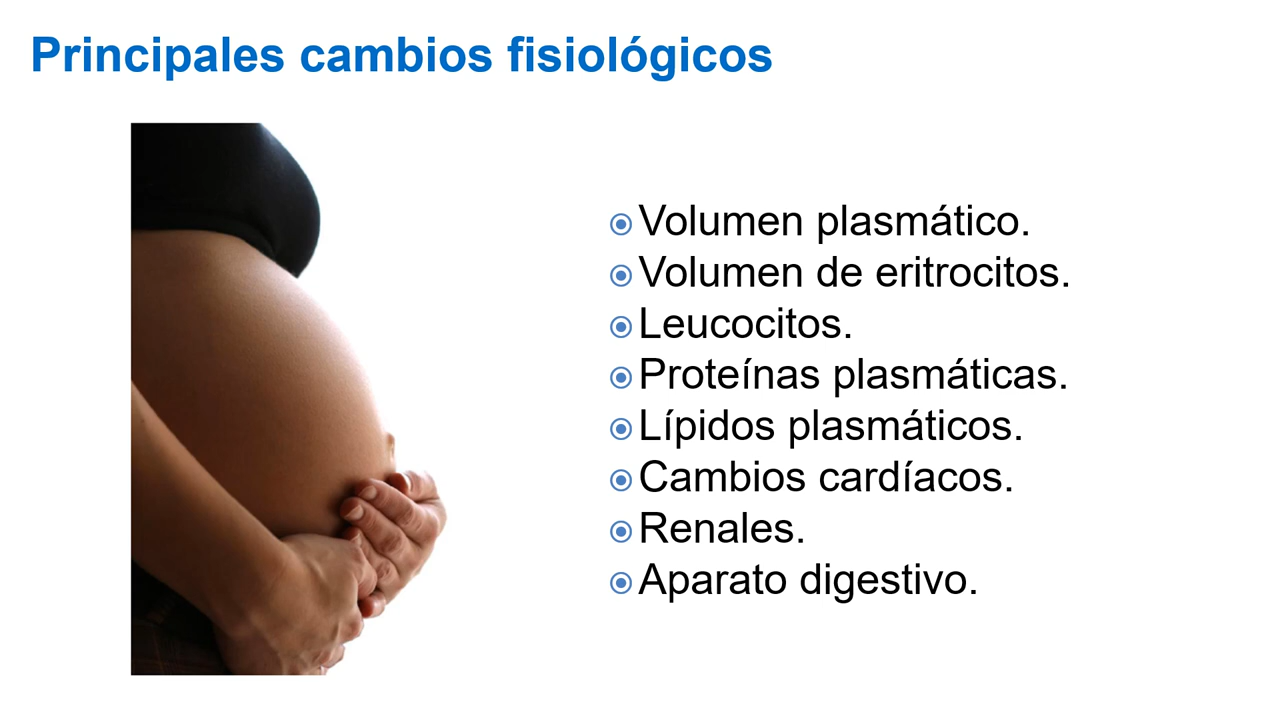 Principales cambios fisiológicos
Volumen plasmático.
Volumen de eritrocitos.
Leucocitos.
Proteínas plasmáticas.
Lípidos plasmáticos.
Cambios cardíacos.
Renales.
Aparato digestivo.